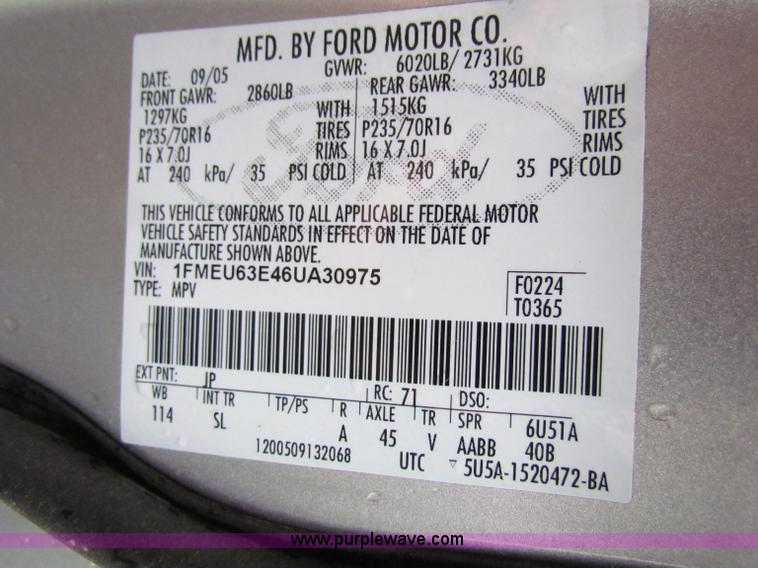 MFD. BY FORD MOTOR CO.
DATE: 09/05 GVWR: 6020LB/ 2731KG
FRONT GAWR: 2860LB REAR GAWR: 3340LB
1297KG WITH 1515KG WITH
P235/70R16 TIRES P235/70R16 TIRES
16 X 7.0J RIMS 16 X 7.0J RIMS
AT 240 kPa/ 35 PSI COLD AT 240 kPa/ 35 PSI COLD
THIS VEHICLE CONFORMS TO ALL APPLICABLE FEDERAL MOTOR
VEHICLE SAFETY STANDARDS IN EFFECT ON THE DATE OF
MANUFACTURE SHOWN ABOVE.
VIN: 1FMEU63E46UA30975
TYPE: MPV
F0224
T0365
EXT PNT: JP RC: 71 DSO:
WB INT TR TP/PS R AXLE TR SPR 6U51A
114 SL A 45 V AABB 40B
1200509132068 UTC ▽ 5U5A-1520472-BA
www.purplewave.com